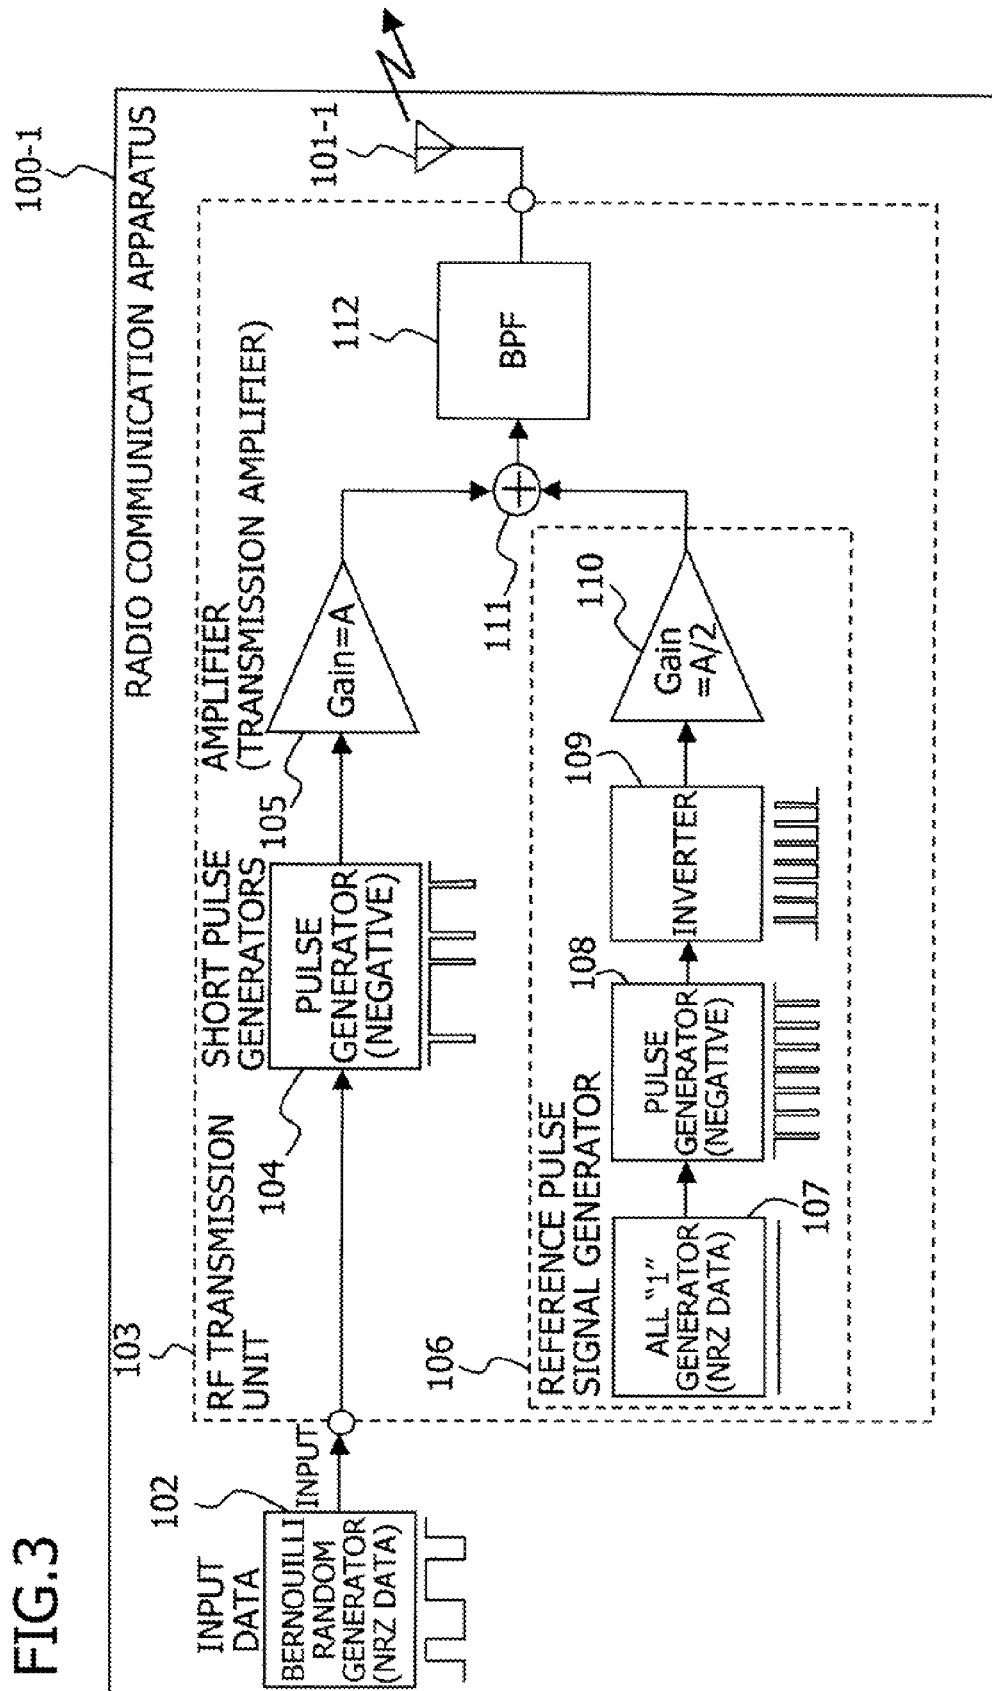 FIG.3
100-1
RADIO COMMUNICATION APPARATUS
INPUT
DATA
102
BERNOUILLI
RANDOM
GENERATOR
(NRZ DATA)
INPUT
103
RF TRANSMISSION
UNIT
SHORT PULSE
GENERATORS
104
PULSE
GENERATOR
(NEGATIVE)
AMPLIFIER
(TRANSMISSION AMPLIFIER)
105
Gain=A
111
112
BPF
101-1
106
REFERENCE PULSE
SIGNAL GENERATOR
ALL "1"
GENERATOR
(NRZ DATA)
107
108
PULSE
GENERATOR
(NEGATIVE)
109
INVERTER
110
Gain
=A/2